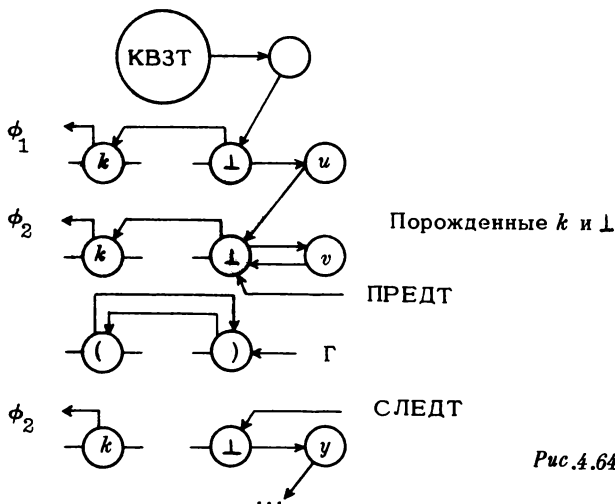 КВЗТ
ϕ1
k ⊥ u
ϕ2
k ⊥ v
Порожденные k и ⊥
ПРЕДТ
( ) Г
СЛЕДТ
ϕ2
k ⊥ y
...
Рис.4.64